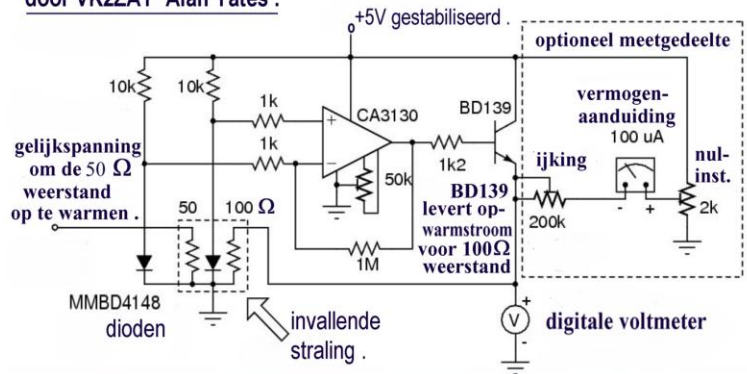 door VK2ZAY Alan Yates .
+5V gestabiliseerd .
optioneel meetgedeelte
10k
10k
1k
1k
CA3130
+
−
50k
1k2
BD139
vermogen-
aanduiding
100 uA
- +
ijking
200k
nul-
inst.
2k
gelijkspanning
om de 50 Ω
weerstand
op te warmen .
50
100 Ω
1M
BD139
levert op-
warmstroom
voor 100Ω
weerstand
MMBD4148
dioden
invallende
straling .
+
V
-
digitale voltmeter